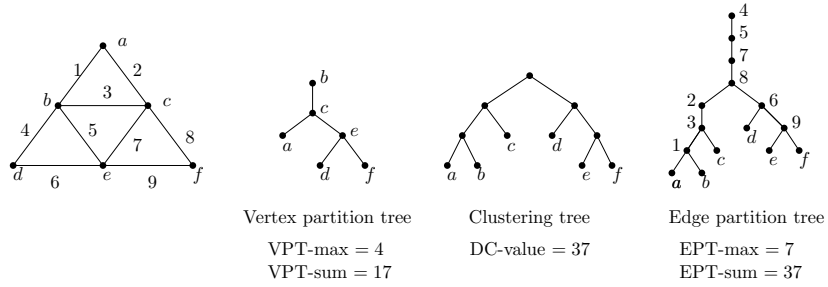 4
5
a
b
7
1
2
8
3
b
c
2
6
4
5
7
8
c
3
9
a
e
c
d
1
d
c
e
d
e
f
d
f
a
b
e
f
a
b
f
6
9
Vertex partition tree
Clustering tree
Edge partition tree
VPT-max = 4
DC-value = 37
EPT-max = 7
VPT-sum = 17
EPT-sum = 37